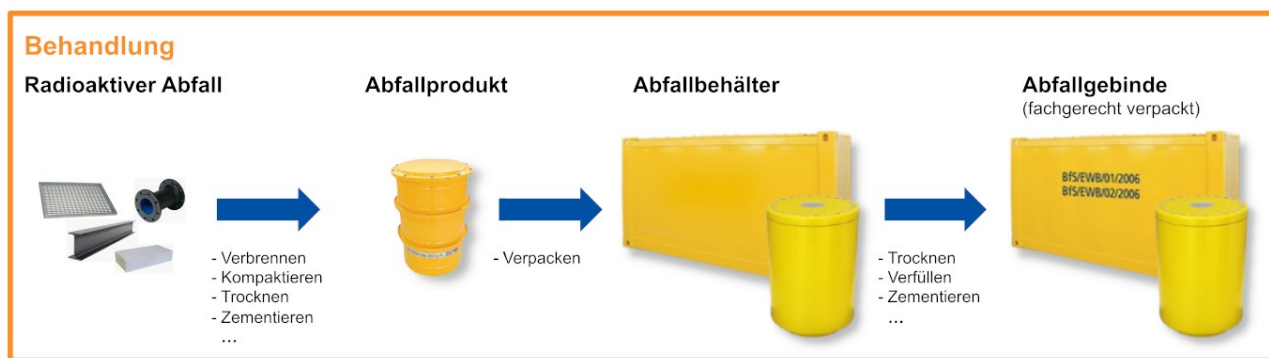 Behandlung
Radioaktiver Abfall
Abfallprodukt
Abfallbehälter
Abfallgebinde
(fachgerecht verpackt)
BfS/EWB/01/2006
BfS/EWB/02/2006
- Verbrennen
- Kompaktieren
- Trocknen
- Zementieren
...
- Verpacken
- Trocknen
- Verfüllen
- Zementieren
...